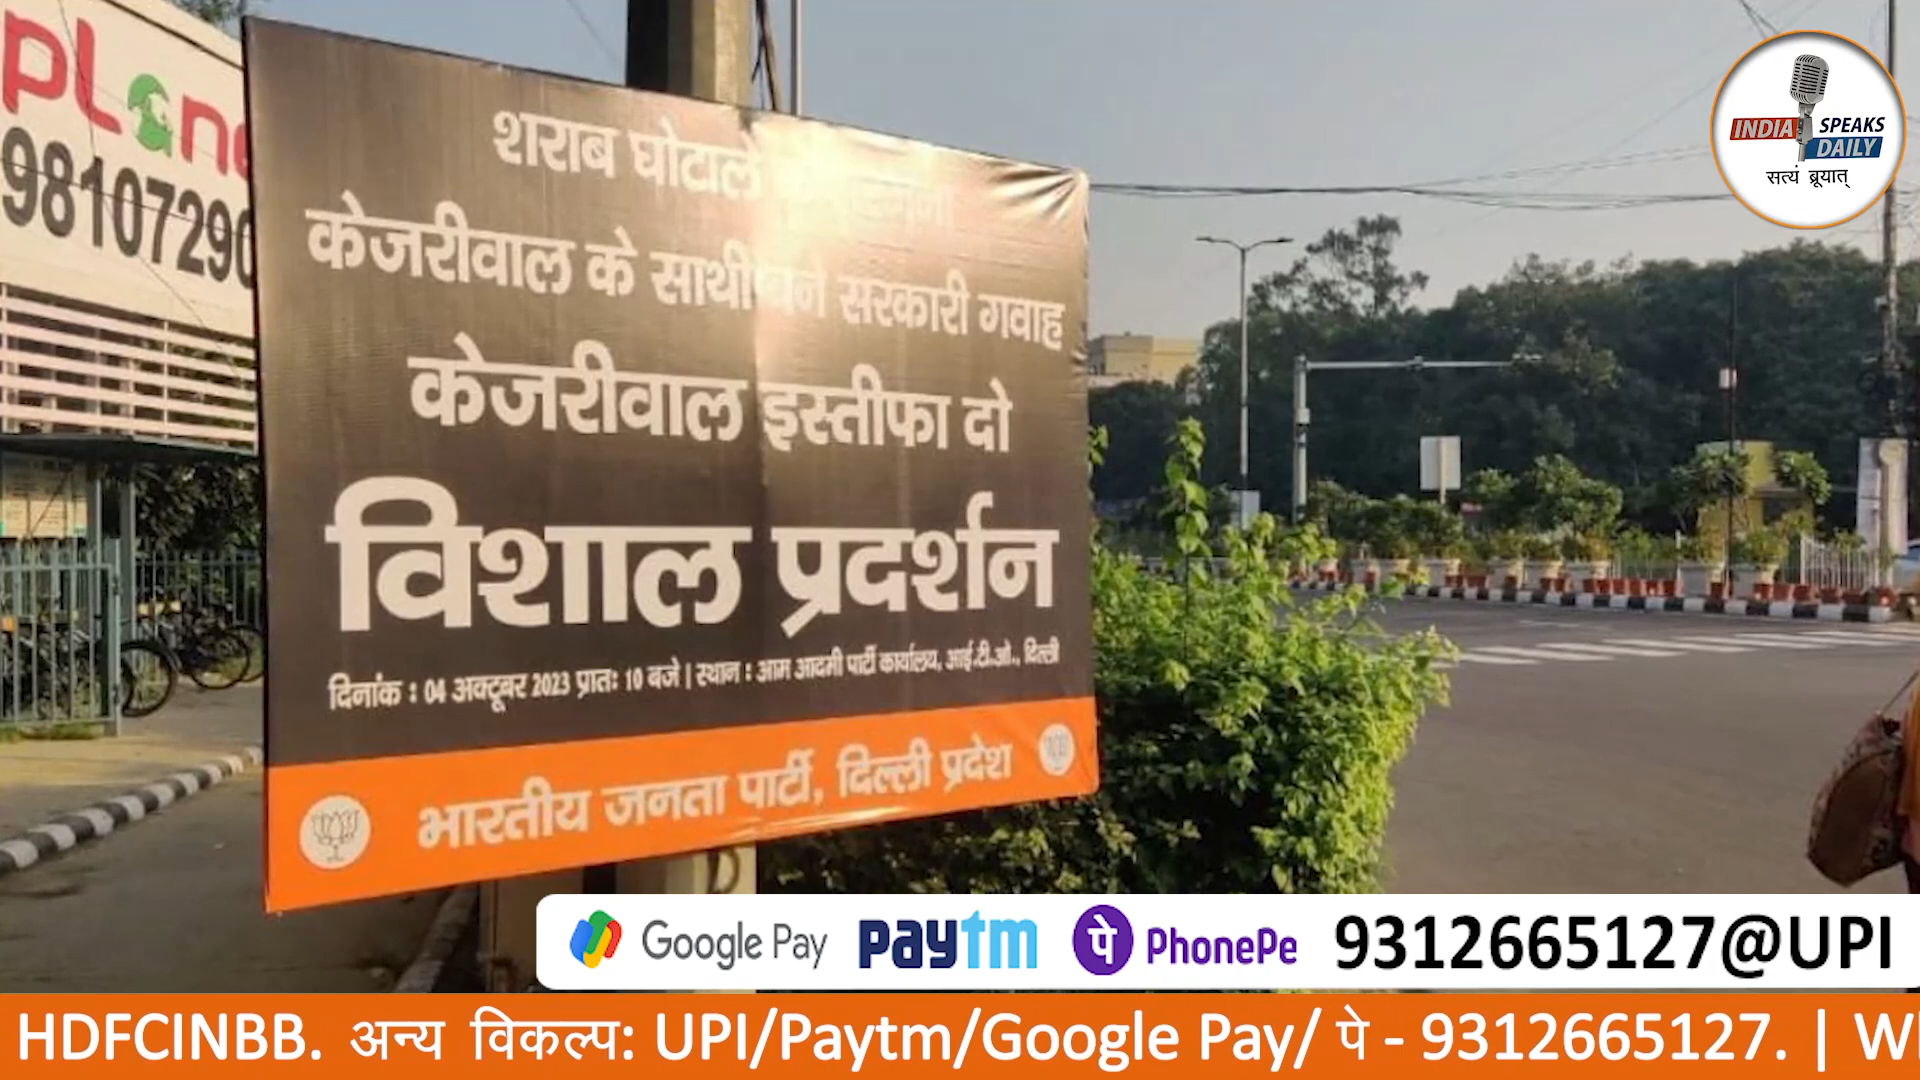 शराब घोटाले
केजरीवाल के साथी बने सरकारी गवाह
केजरीवाल इस्तीफा दो
विशाल प्रदर्शन
दिनांक : 04 अक्टूबर 2023 प्रातः 10 बजे | स्थान : आम आदमी पार्टी कार्यालय, आई.टी.ओ., दिल्ली
भारतीय जनता पार्टी, दिल्ली प्रदेश
9810729
INDIA SPEAKS
DAILY
सत्यं ब्रूयात्
Google Pay paytm पे PhonePe 9312665127@UPI
HDFCINBB. अन्य विकल्प: UPI/Paytm/Google Pay/ पे - 9312665127. |